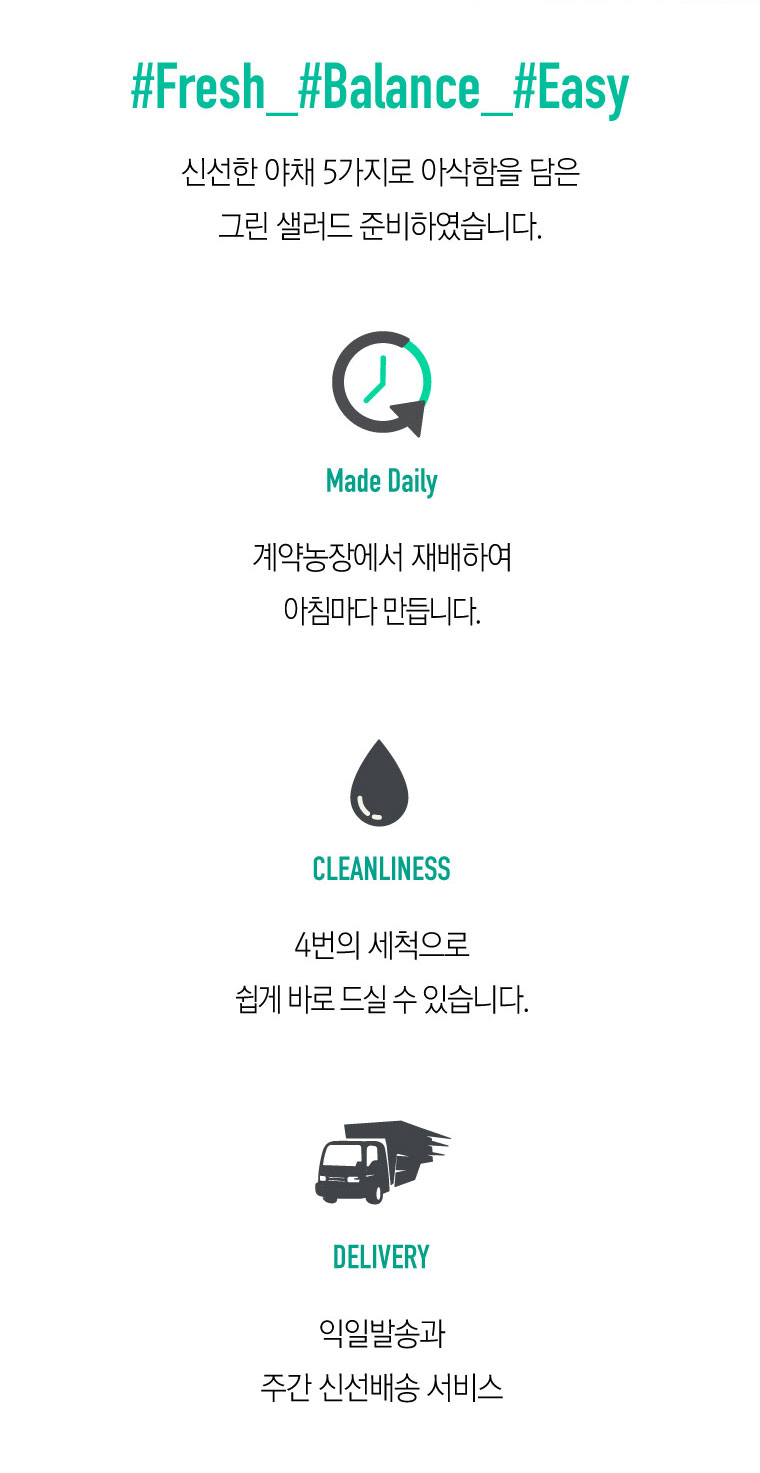 #Fresh_#Balance_#Easy
신선한 야채 5가지로 아삭함을 담은
그린 샐러드 준비하였습니다.
Made Daily
계약농장에서 재배하여
아침마다 만듭니다.
CLEANLINESS
4번의 세척으로
쉽게 바로 드실 수 있습니다.
DELIVERY
익일발송과
주간 신선배송 서비스